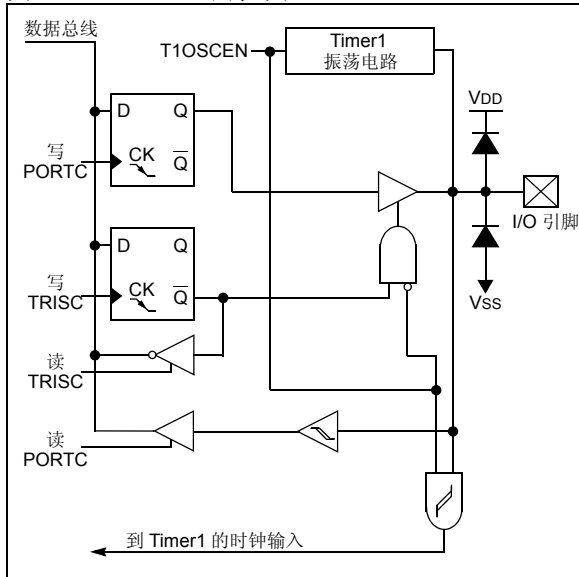 数据总线
T1OSCEN
Timer1
振荡电路
VDD
D Q
写
PORTC
CK Q
I/O 引脚
D Q
写
TRISC
CK Q
VSS
读
TRISC
读
PORTC
到 Timer1 的时钟输入